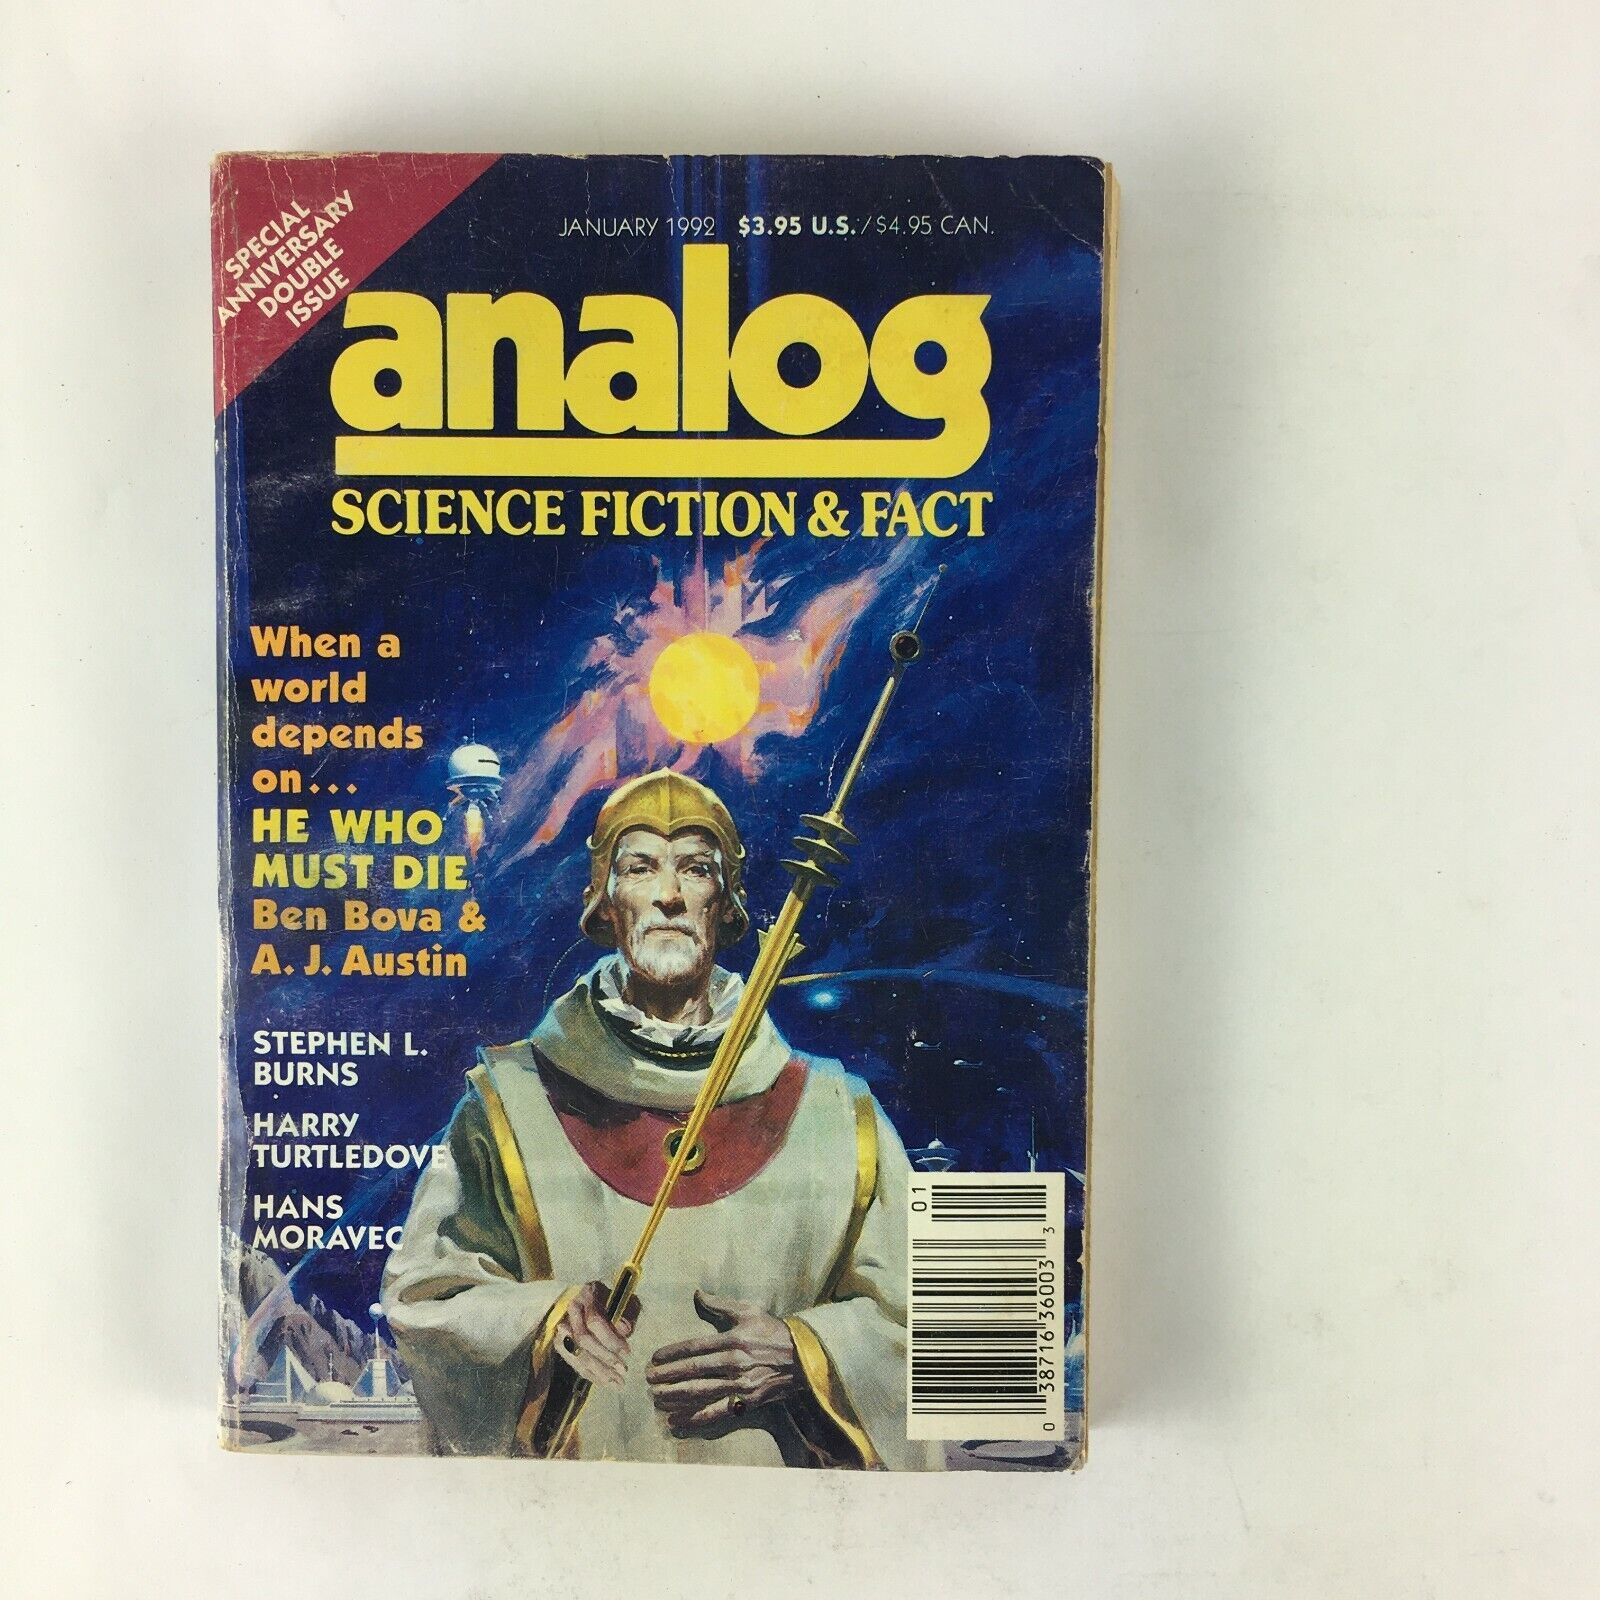 SPECIAL
ANNIVERSARY
DOUBLE
ISSUE
JANUARY 1992 $3.95 U.S./$4.95 CAN.
analog
SCIENCE FICTION & FACT
When a
world
depends
on...
HE WHO
MUST DIE
Ben Bova &
A. J. Austin
STEPHEN L.
BURNS
HARRY
TURTLEDOVE
HANS
MORAVEC
01
0 38716 36003 3